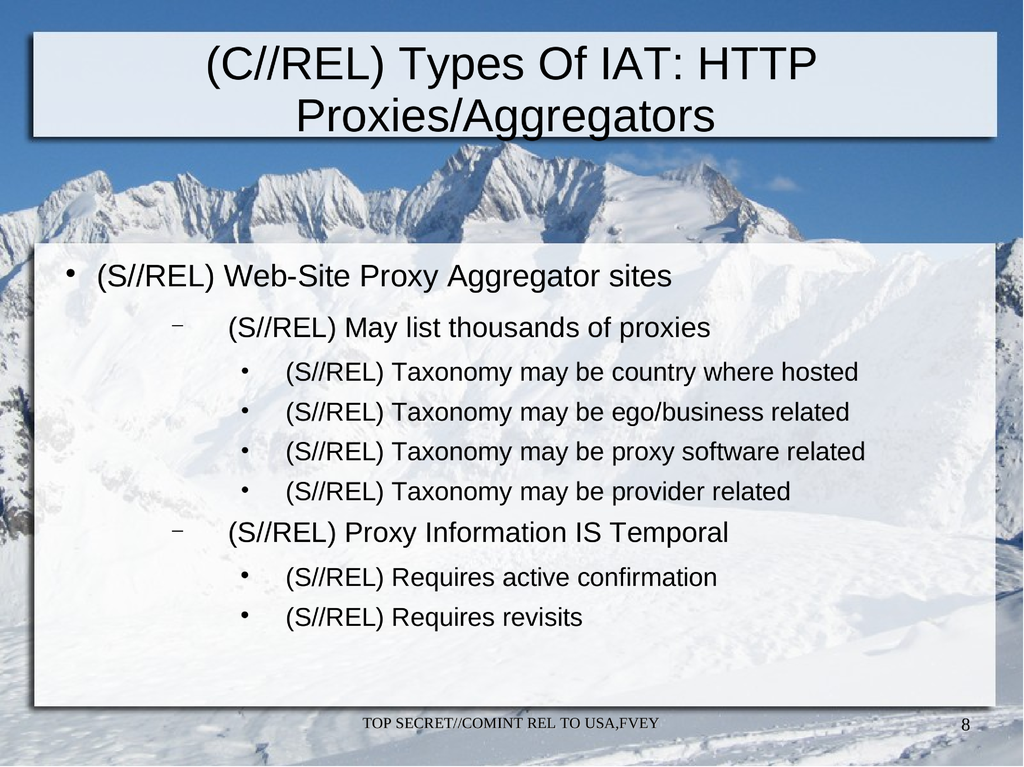 (C//REL) Types Of IAT: HTTP
Proxies/Aggregators
• (S//REL) Web-Site Proxy Aggregator sites
– (S//REL) May list thousands of proxies
• (S//REL) Taxonomy may be country where hosted
• (S//REL) Taxonomy may be ego/business related
• (S//REL) Taxonomy may be proxy software related
• (S//REL) Taxonomy may be provider related
– (S//REL) Proxy Information IS Temporal
• (S//REL) Requires active confirmation
• (S//REL) Requires revisits
TOP SECRET//COMINT REL TO USA,FVEY
8